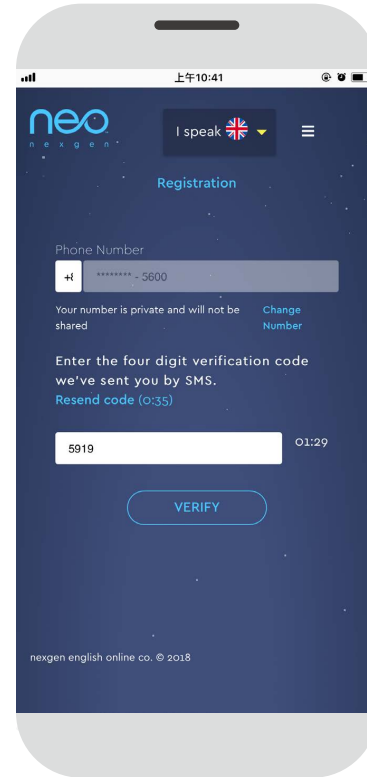 上午10:41
neo
nexgen
I speak
Registration
Phone Number
+8
******** - 5600
Your number is private and will not be shared
Change Number
Enter the four digit verification code
we've sent you by SMS.
Resend code (0:35)
5919
01:29
VERIFY
nexgen english online co. © 2018